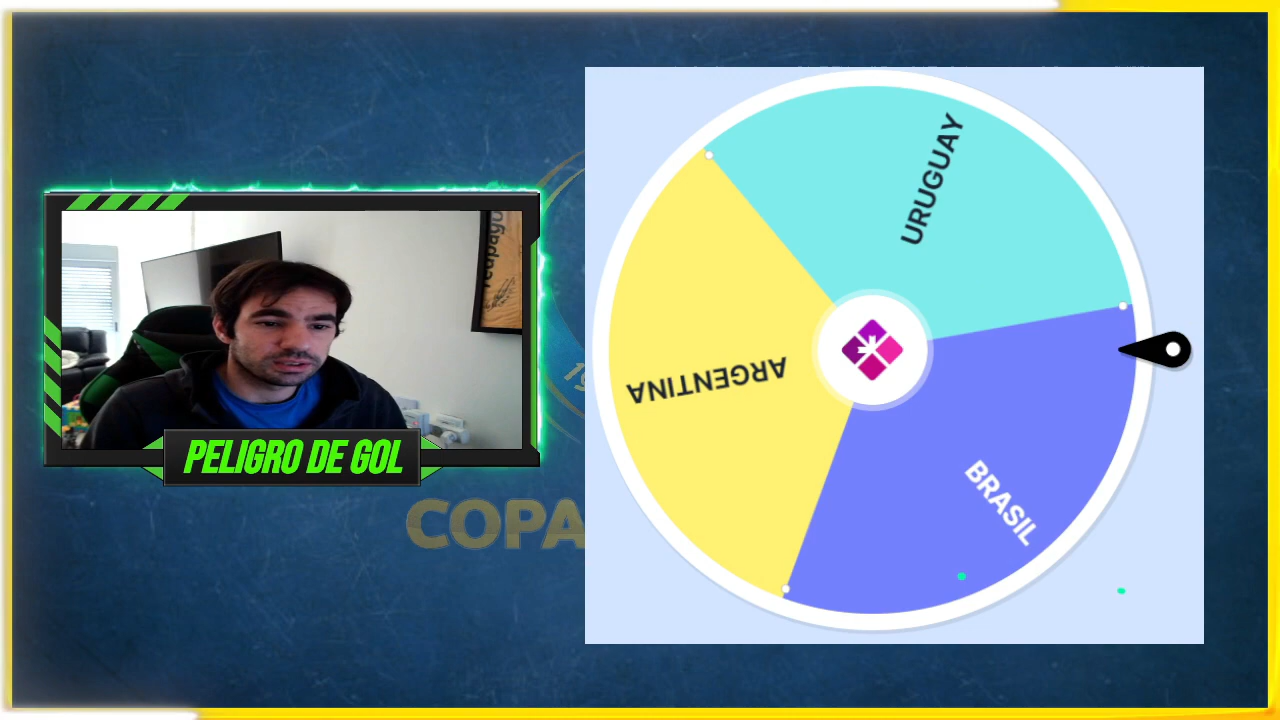 PELIGRO DE GOL
COPA
URUGUAY
ARGENTINA
BRASIL